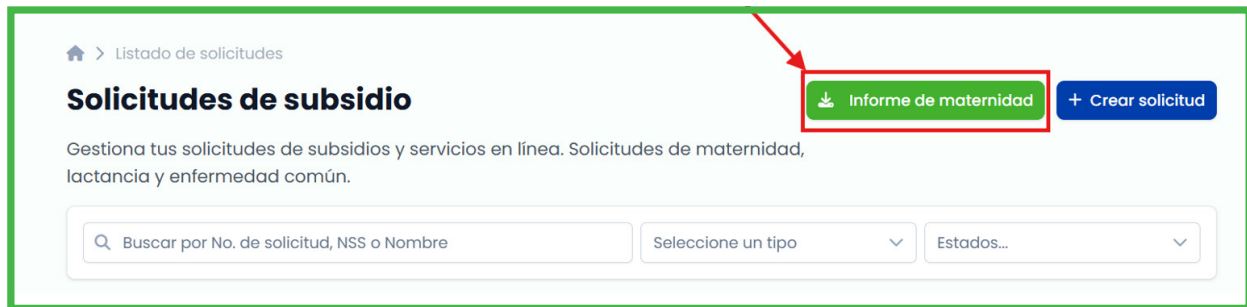 Listado de solicitudes
Solicitudes de subsidio
Informe de maternidad
+ Crear solicitud
Gestiona tus solicitudes de subsidios y servicios en línea. Solicitudes de maternidad,
lactancia y enfermedad común.
Buscar por No. de solicitud, NSS o Nombre
Seleccione un tipo
Estados...